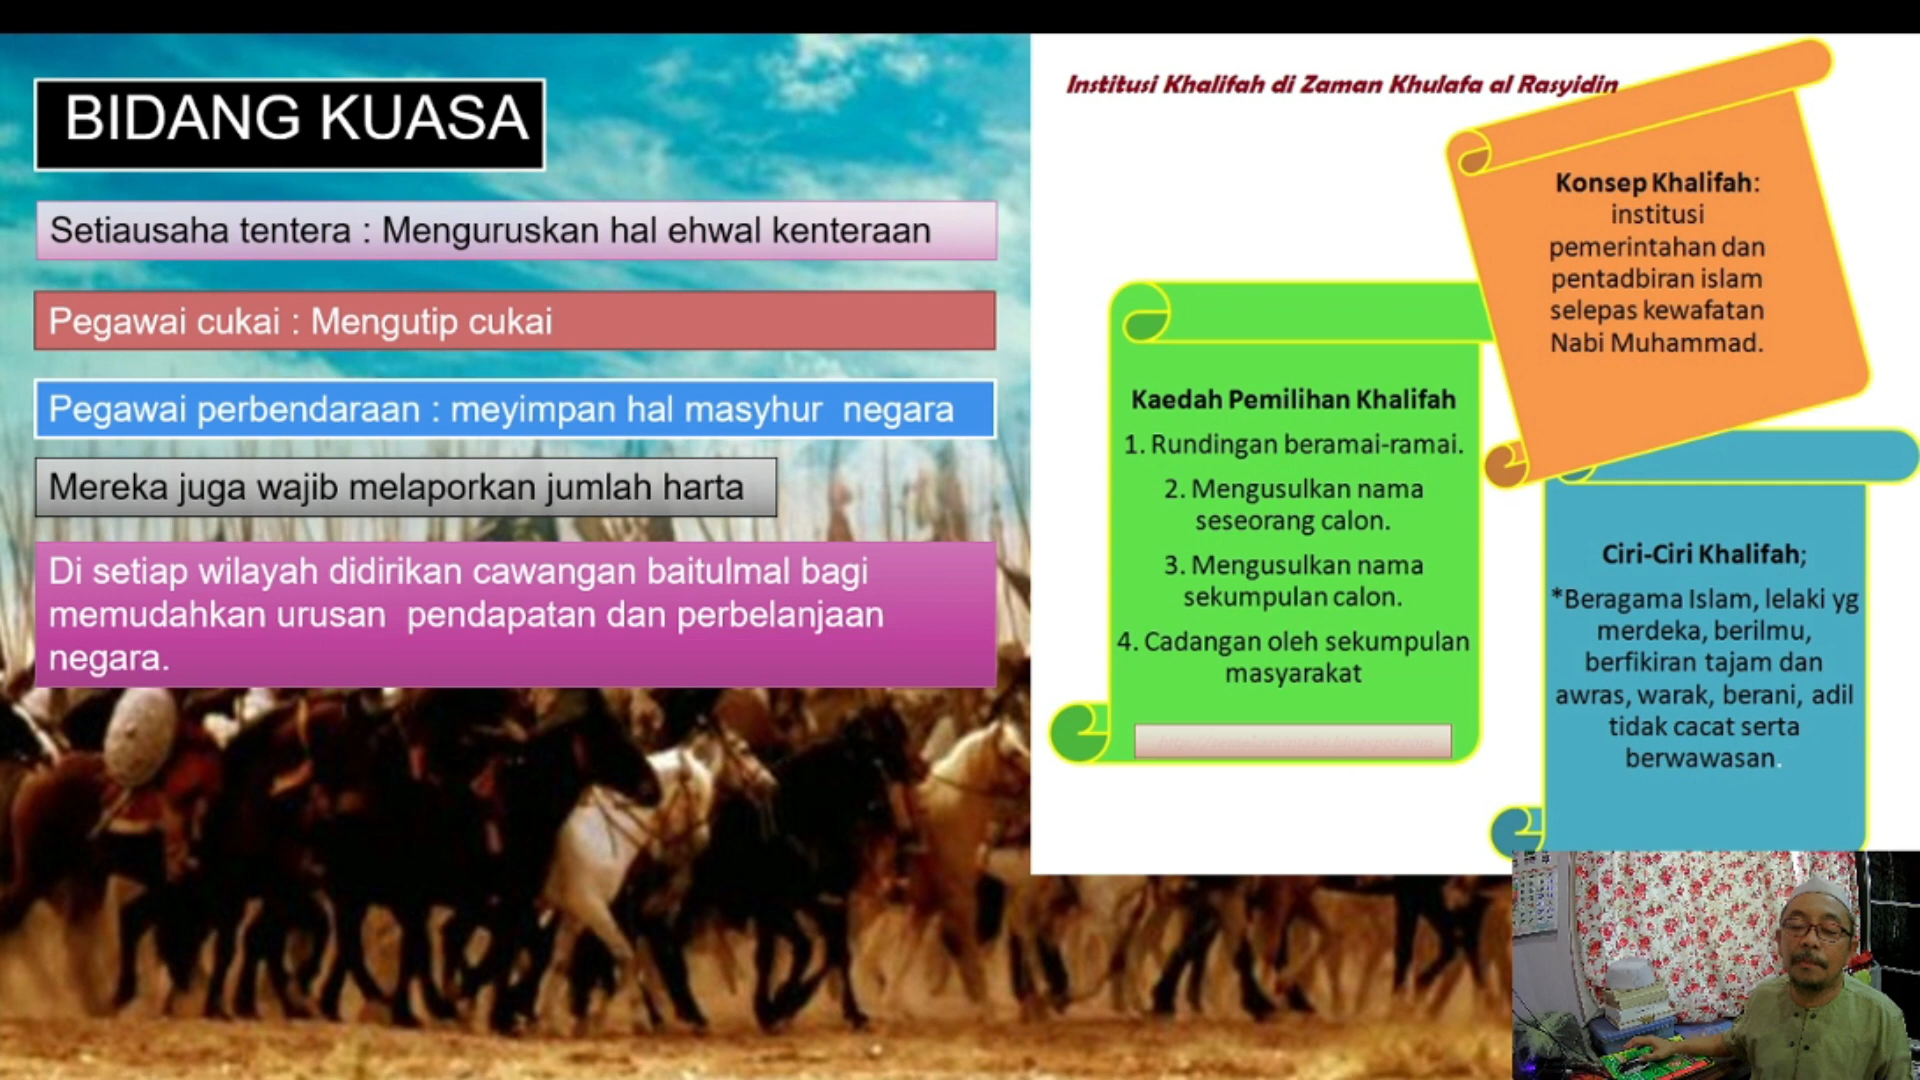 BIDANG KUASA
Setiausaha tentera : Menguruskan hal ehwal kenteraan
Pegawai cukai : Mengutip cukai
Pegawai perbendaraan : meyimpan hal masyhur  negara
Mereka juga wajib melaporkan jumlah harta
Di setiap wilayah didirikan cawangan baitulmal bagi
memudahkan urusan  pendapatan dan perbelanjaan
negara.
Institusi Khalifah di Zaman Khulafa al Rasyidin
Konsep Khalifah:
institusi
pemerintahan dan
pentadbiran islam
selepas kewafatan
Nabi Muhammad.
Kaedah Pemilihan Khalifah
1. Rundingan beramai-ramai.
2. Mengusulkan nama
seseorang calon.
3. Mengusulkan nama
sekumpulan calon.
4. Cadangan oleh sekumpulan
masyarakat
Ciri-Ciri Khalifah;
*Beragama Islam, lelaki yg
merdeka, berilmu,
berfikiran tajam dan
awras, warak, berani, adil
tidak cacat serta
berwawasan.